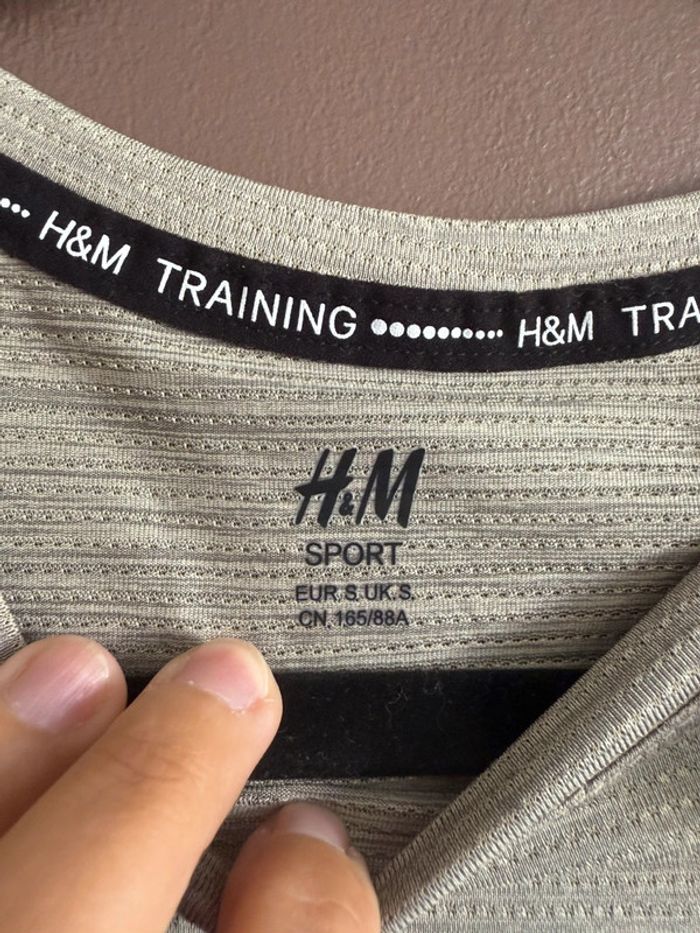 H&M TRAINING H&M TRA
H&M
SPORT
EUR.S.UK.S.
CN.165/88A